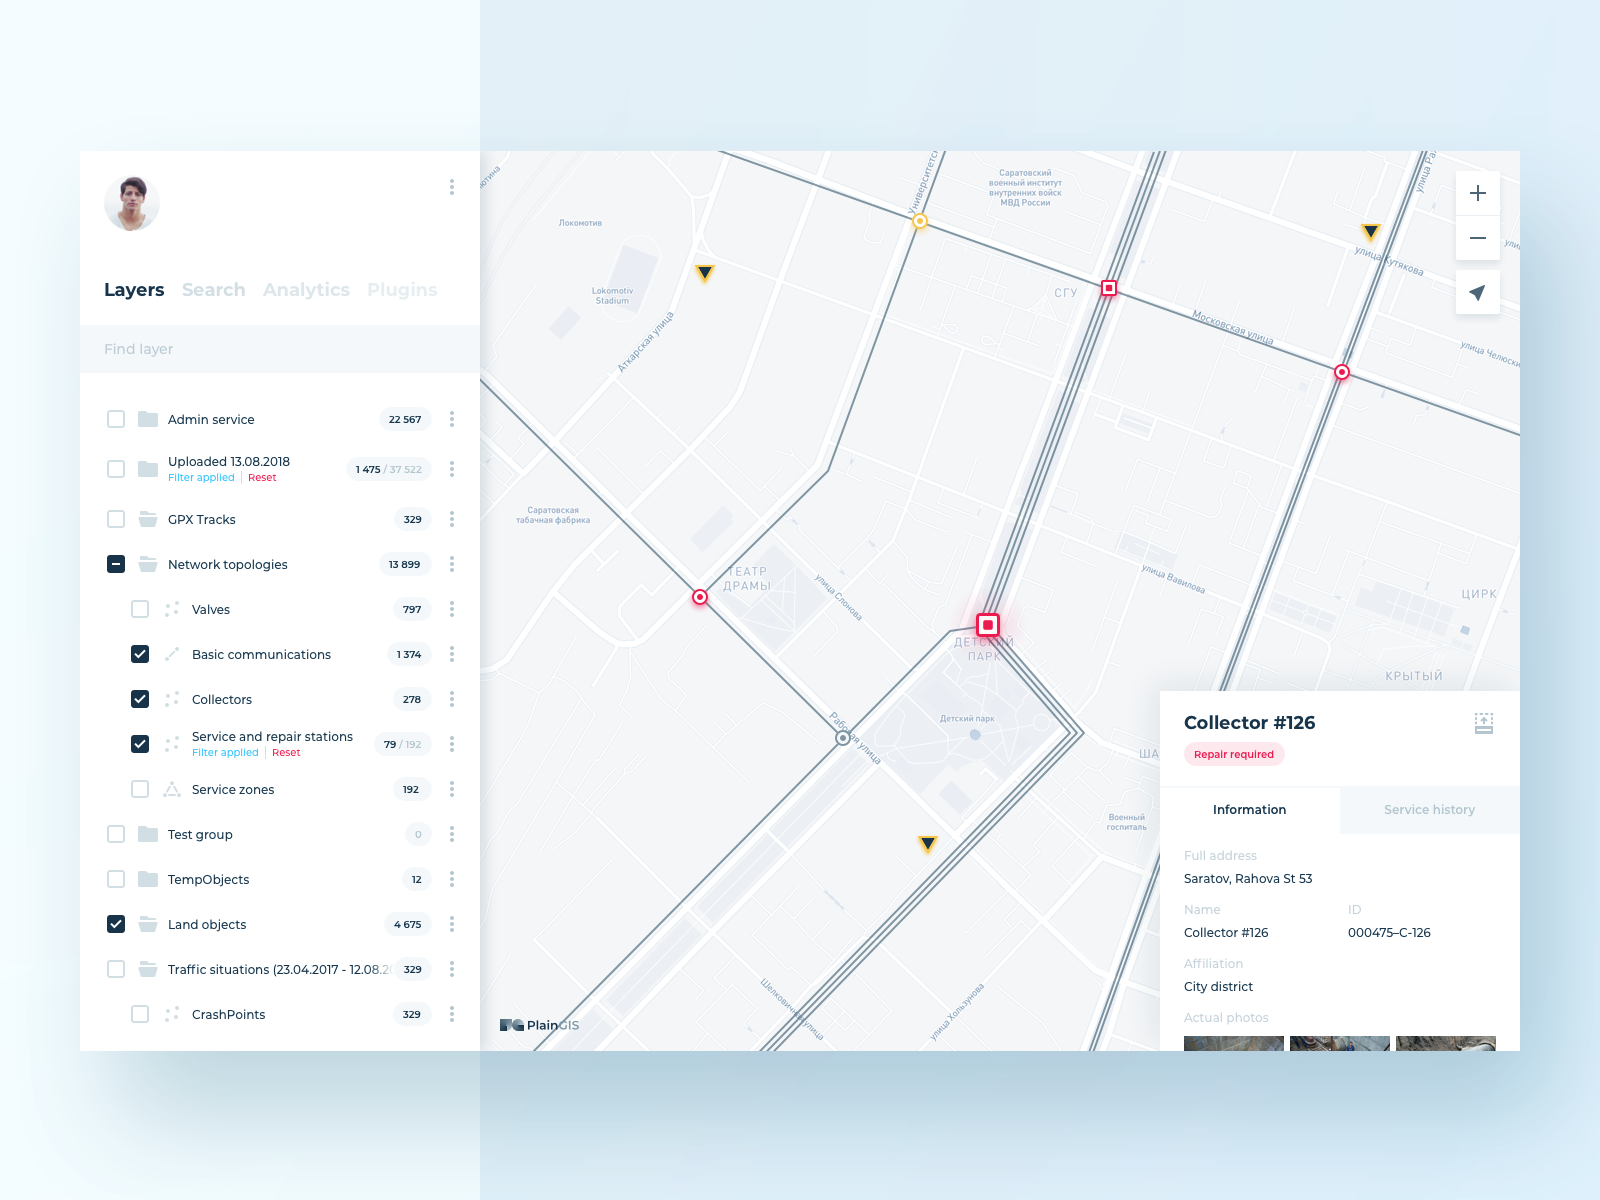 Layers Search Analytics Plugins
Find layer
Admin service 22 567
Uploaded 13.08.2018 1 475 / 37 522
Filter applied Reset
GPX Tracks 329
Network topologies 13 899
Valves 797
Basic communications 1 374
Collectors 278
Service and repair stations 79 / 192
Filter applied Reset
Service zones 192
Test group 0
TempObjects 12
Land objects 4 675
Traffic situations (23.04.2017 - 12.08.20 329
CrashPoints 329
Локомотив
Lokomotiv
Stadium
Аткарская улица
Университетс
Саратовский
военный институт
внутренних войск
МВД России
СГУ
Московская улица
улица Ра
улица Кутякова
улица Челюски
Саратовская
табачная фабрика
ТЕАТР
ДРАМЫ
улица Слонова
улица Вавилова
ЦИРК
КРЫТЫЙ
ДЕТСКИЙ
ПАРК
Детский парк
Рабочая улица
ША
Военный
госпиталь
Шелковичная улица
улица Хользунова
PlainGIS
Collector #126
Repair required
Information Service history
Full address
Saratov, Rahova St 53
Name ID
Collector #126 000475–C-126
Affiliation
City district
Actual photos